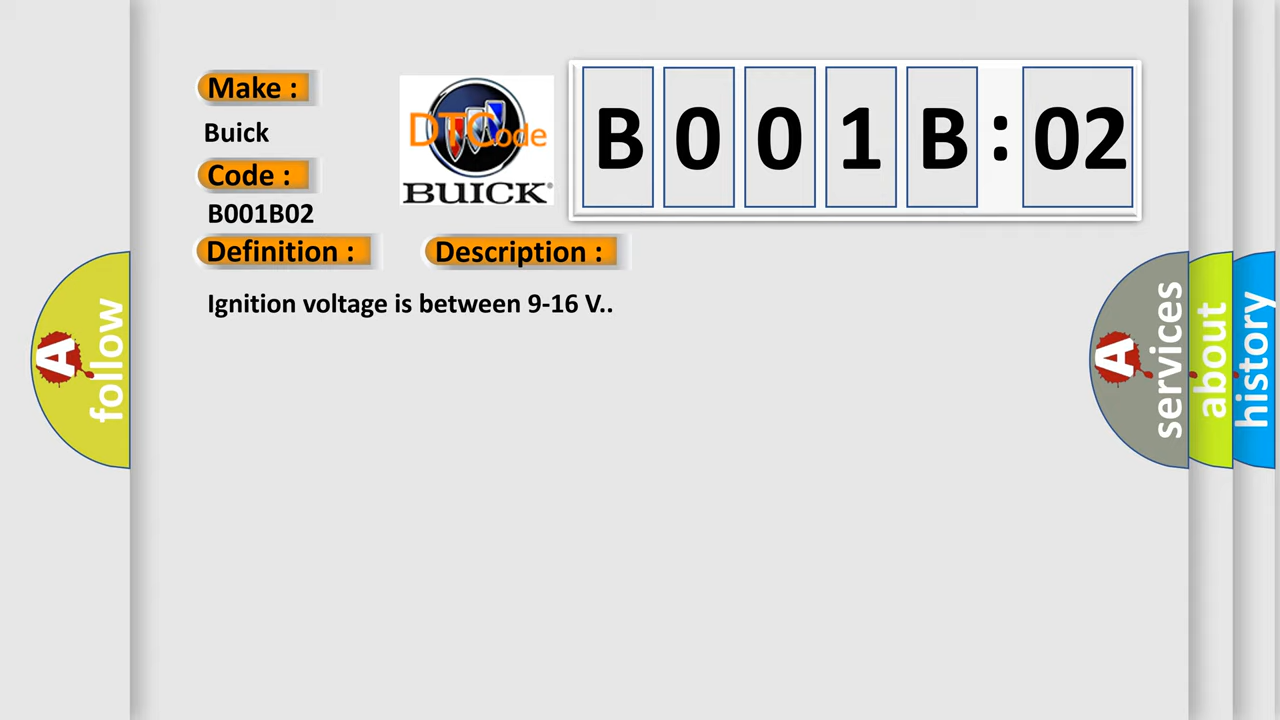 Make :
Buick
Code :
B001B02
Definition :
Description :
Ignition voltage is between 9-16 V..
DTCode
BUICK®
B 0 0 1 B : 02
A follow
A services
about
history